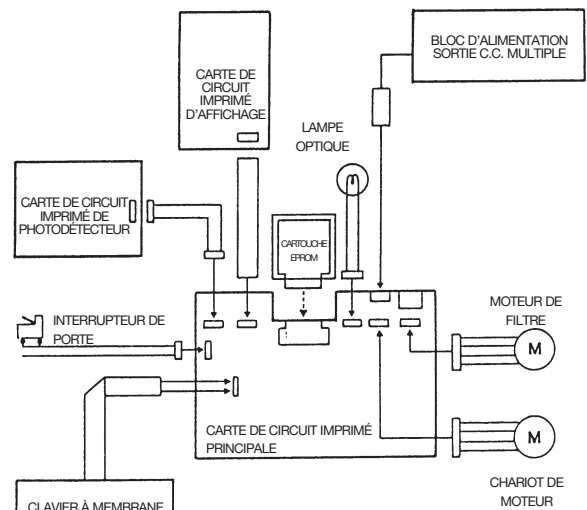 BLOC D'ALIMENTATION
SORTIE C.C. MULTIPLE
CARTE DE
CIRCUIT
IMPRIMÉ
D'AFFICHAGE
LAMPE
OPTIQUE
CARTE DE CIRCUIT
IMPRIMÉ DE
PHOTODÉTECTEUR
CARTOUCHE
EPROM
INTERRUPTEUR DE
PORTE
MOTEUR DE
FILTRE
M
CARTE DE CIRCUIT IMPRIMÉ
PRINCIPALE
M
CHARIOT DE
MOTEUR
CLAVIER À MEMBRANE